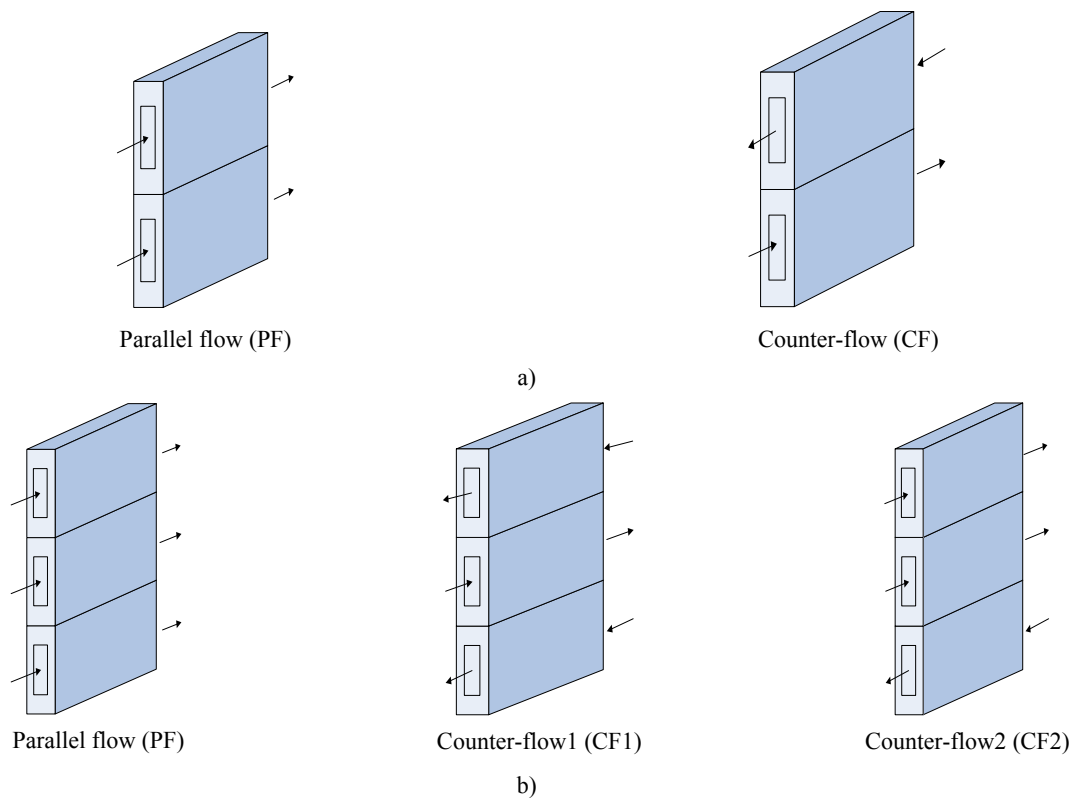 Parallel flow (PF)
Counter-flow (CF)
a)
Parallel flow (PF)
Counter-flow1 (CF1)
Counter-flow2 (CF2)
b)